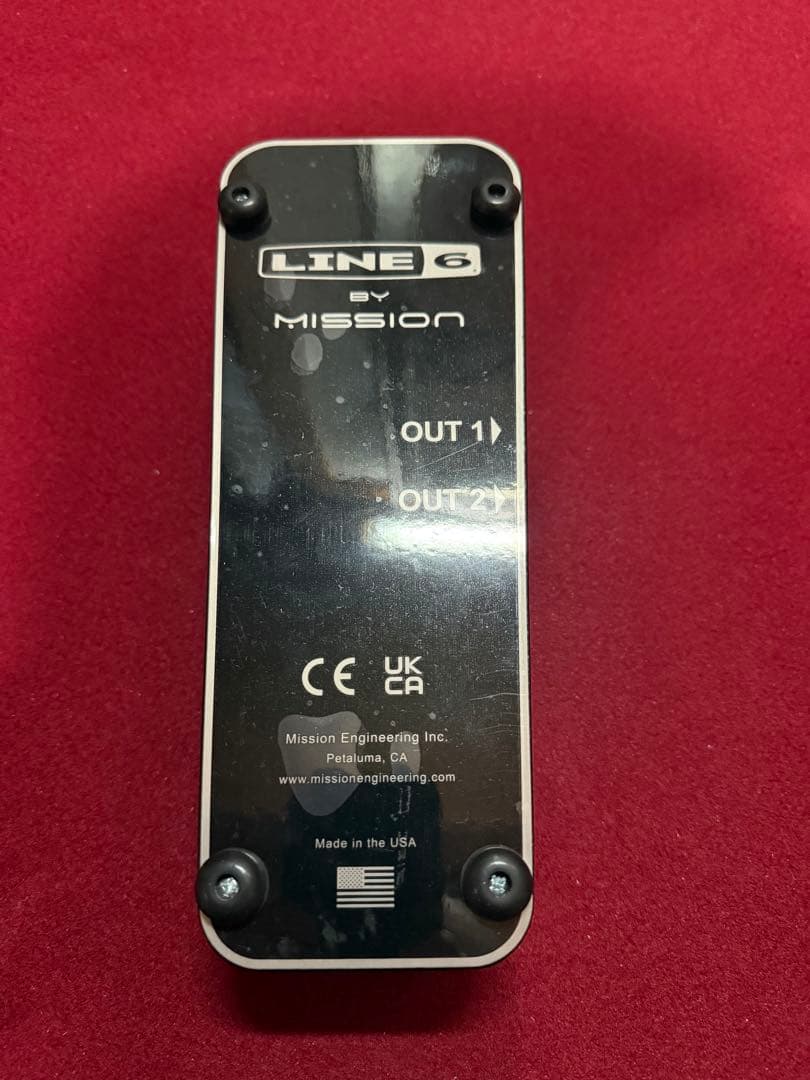 LINE 6
BY
MISSION
OUT 1
OUT 2
CE
UK
CA
Mission Engineering Inc.
Petaluma, CA
www.missionengineering.com
Made in the USA